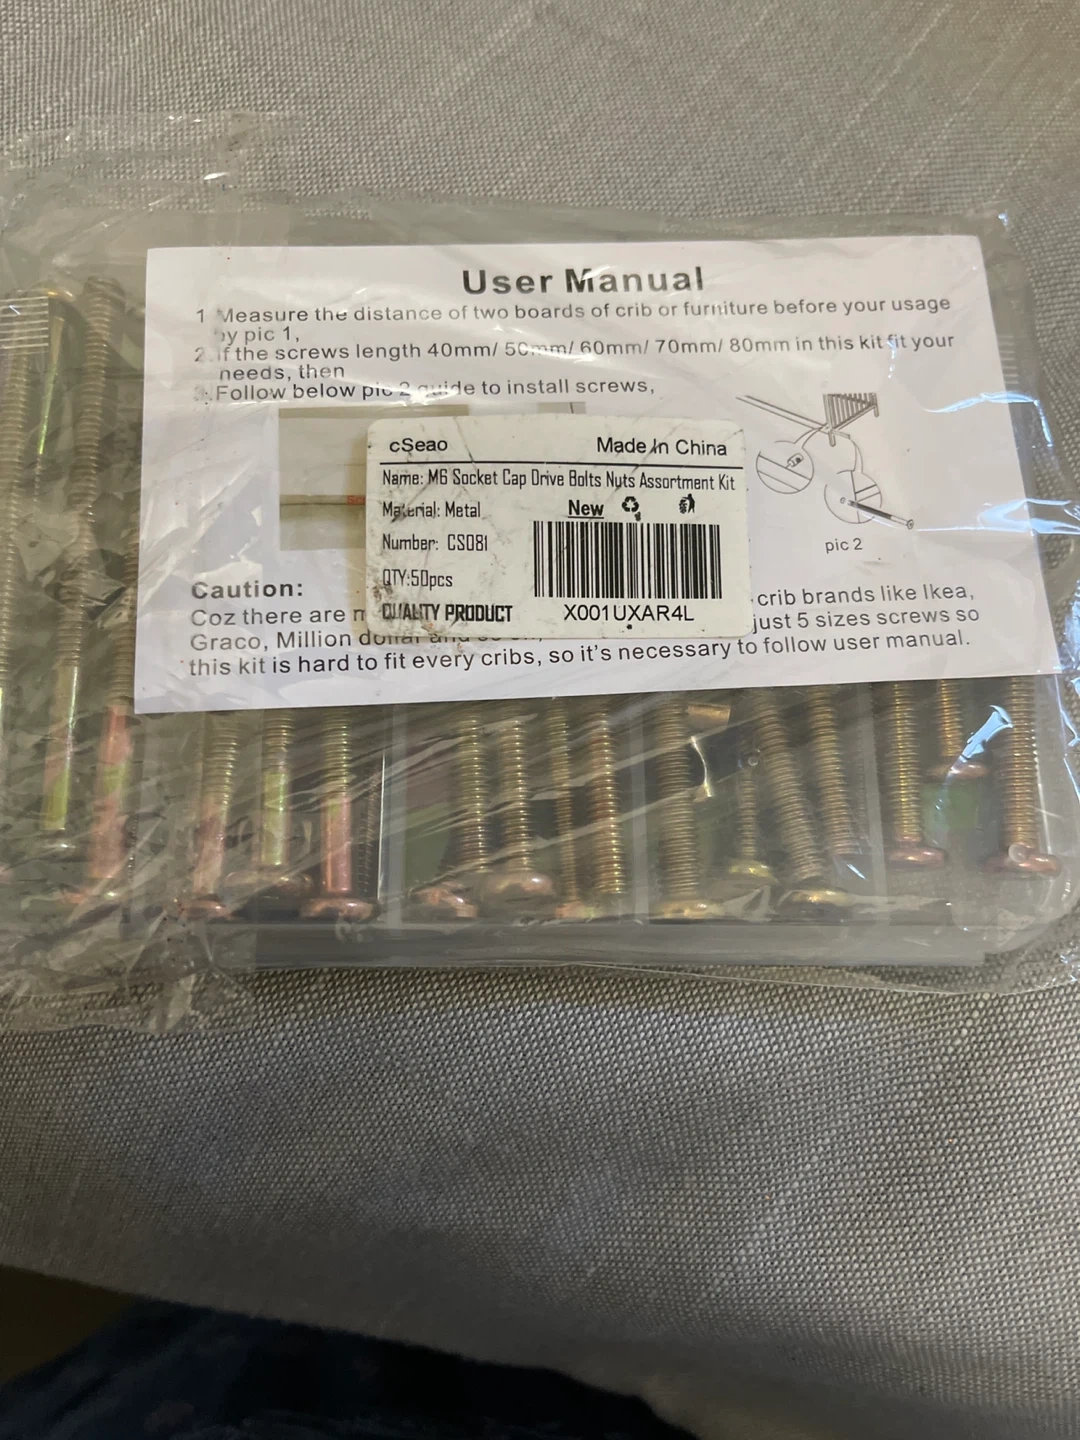 User Manual
1 Measure the distance of two boards of crib or furniture before your usage
by pic 1,
2. If the screws length 40mm/ 50mm/ 60mm/ 70mm/ 80mm in this kit fit your
needs, then
3. Follow below pic 2 guide to install screws,
cSeao Made In China
Name: M6 Socket Cap Drive Bolts Nuts Assortment Kit
Material: Metal New
Number: CS081
QTY:50pcs
QUALITY PRODUCT X001UXAR4L
pic 2
Caution:
Coz there are crib brands like Ikea,
Graco, Million dollar and just 5 sizes screws so
this kit is hard to fit every cribs, so it's necessary to follow user manual.